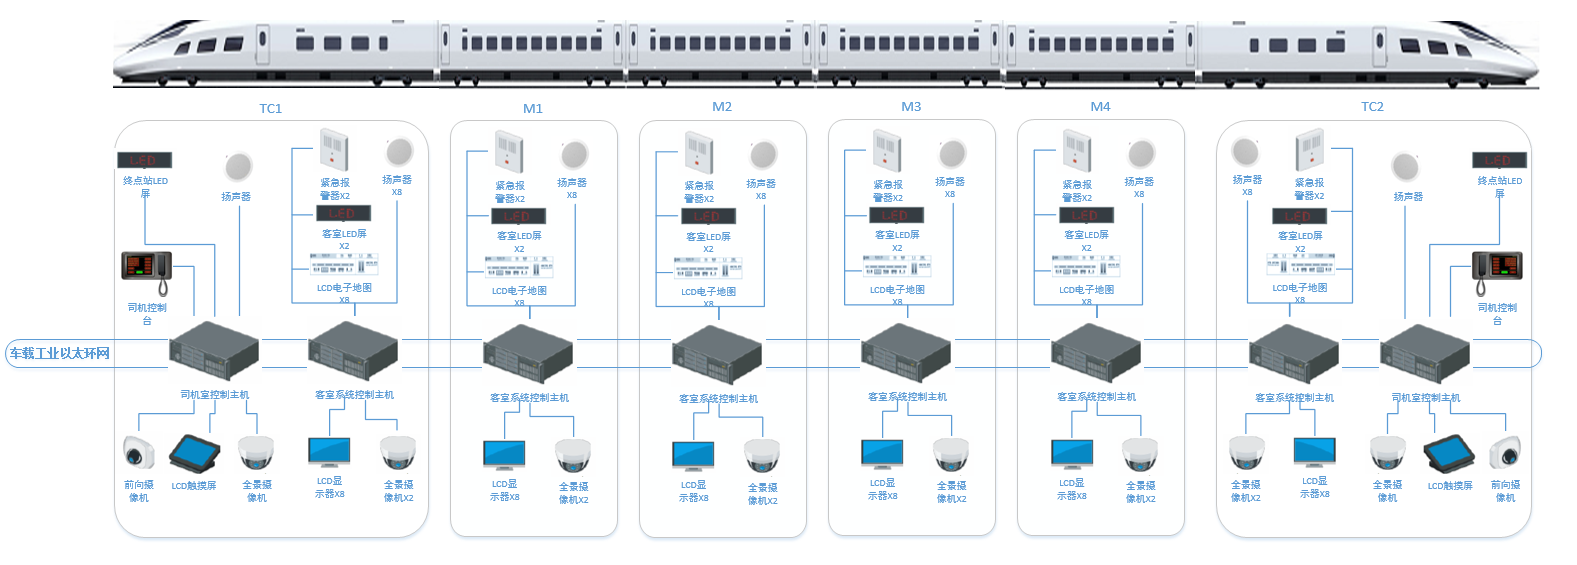 TC1
M1
M2
M3
M4
TC2
LED
终点站LED
屏
扬声器
司机控制
台
紧急报
警器X2
扬声器
X8
LED
客室LED屏
X2
LCD电子地图
X8
紧急报
警器X2
扬声器
X8
LED
客室LED屏
X2
LCD电子地图
X8
紧急报
警器X2
扬声器
X8
LED
客室LED屏
X2
LCD电子地图
X8
紧急报
警器X2
扬声器
X8
LED
客室LED屏
X2
LCD电子地图
X8
紧急报
警器X2
扬声器
X8
LED
客室LED屏
X2
LCD电子地图
X8
扬声器
X8
紧急报
警器X2
LED
客室LED屏
X2
LCD电子地图
X8
扬声器
LED
终点站LED
屏
司机控制
台
车载工业以太环网
司机室控制主机
客室系统控制主机
客室系统控制主机
客室系统控制主机
客室系统控制主机
客室系统控制主机
客室系统控制主机
司机室控制主机
前向摄
像机
LCD触摸屏
全景摄
像机
LCD显
示器X8
全景摄
像机X2
LCD显
示器X8
全景摄
像机X2
LCD显
示器X8
全景摄
像机X2
LCD显
示器X8
全景摄
像机X2
LCD显
示器X8
全景摄
像机X2
全景摄
像机X2
LCD显
示器X8
全景摄
像机
LCD触摸屏
前向摄
像机